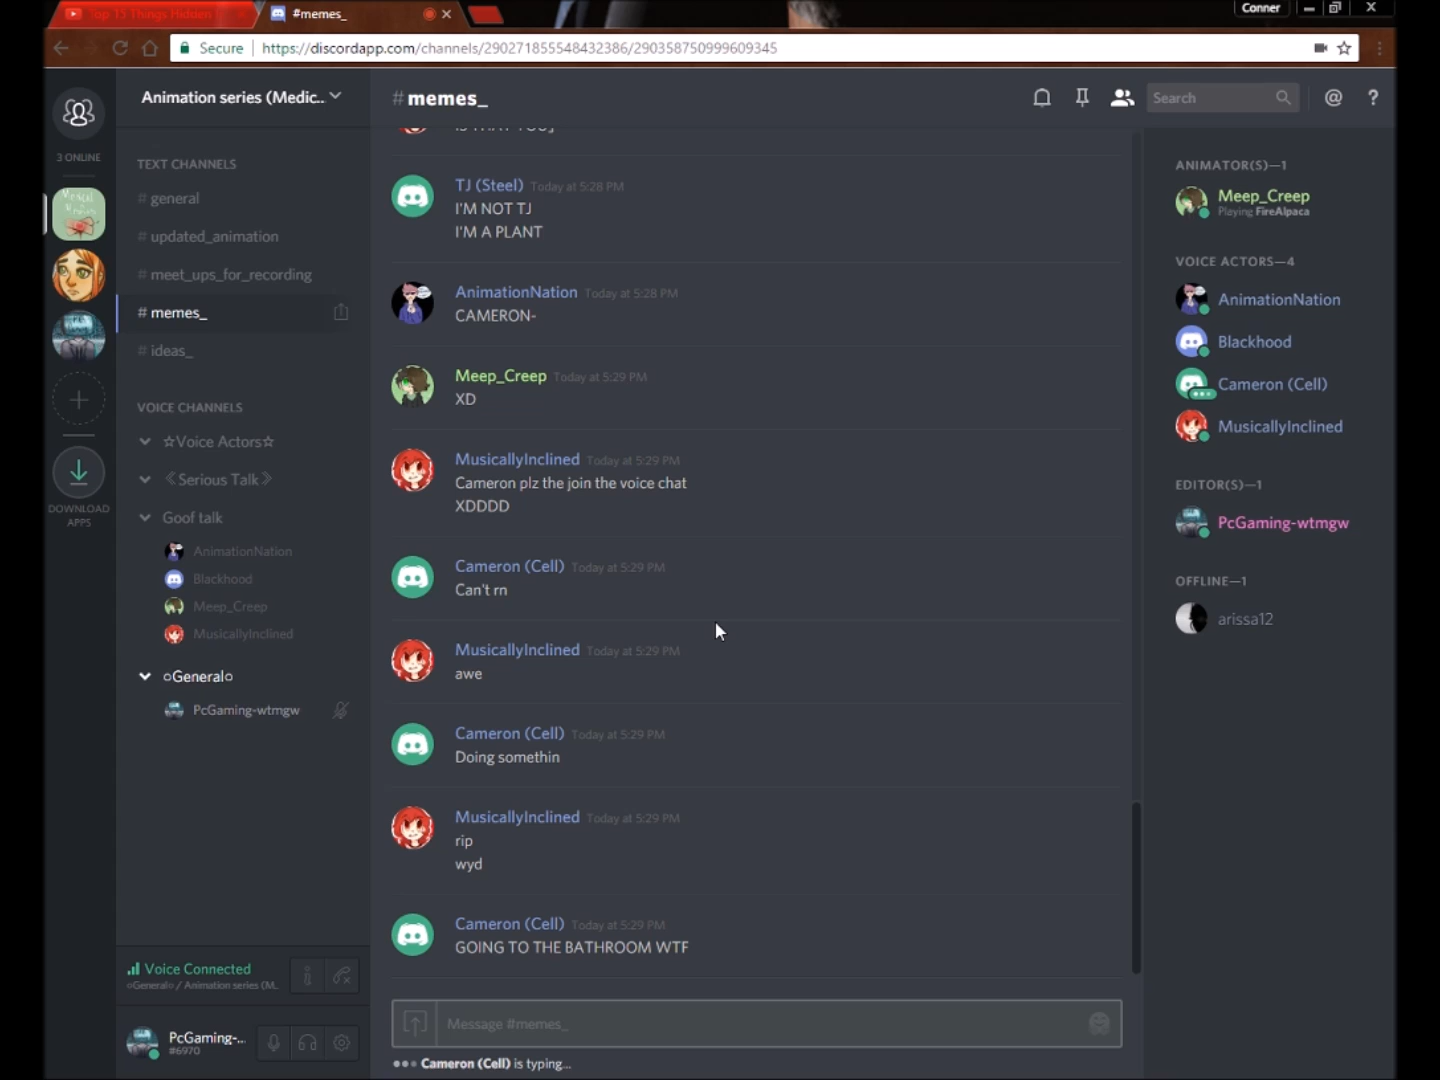 Top 15 Things Hidden
#memes_
Conner
Secure
https://discordapp.com/channels/290271855548432386/290358750999609345
3 ONLINE
DOWNLOAD
APPS
Animation series (Medic...
TEXT CHANNELS
# general
# updated_animation
# meet_ups_for_recording
# memes_
# ideas_
VOICE CHANNELS
☆Voice Actors☆
《Serious Talk》
Goof talk
AnimationNation
Blackhood
Meep_Creep
MusicallyInclined
○General○
PcGaming-wtmgw
Voice Connected
○General○ / Animation series (M...
PcGaming-...
#6970
#memes_
Search
@
?
TJ (Steel) Today at 5:28 PM
I'M NOT TJ
I'M A PLANT
AnimationNation Today at 5:28 PM
CAMERON-
Meep_Creep Today at 5:29 PM
XD
MusicallyInclined Today at 5:29 PM
Cameron plz the join the voice chat
XDDDD
Cameron (Cell) Today at 5:29 PM
Can't rn
MusicallyInclined Today at 5:29 PM
awe
Cameron (Cell) Today at 5:29 PM
Doing somethin
MusicallyInclined Today at 5:29 PM
rip
wyd
Cameron (Cell) Today at 5:29 PM
GOING TO THE BATHROOM WTF
Message #memes_
Cameron (Cell) is typing...
ANIMATOR(S)—1
Meep_Creep
Playing FireAlpaca
VOICE ACTORS—4
AnimationNation
Blackhood
Cameron (Cell)
MusicallyInclined
EDITOR(S)—1
PcGaming-wtmgw
OFFLINE—1
arissa12